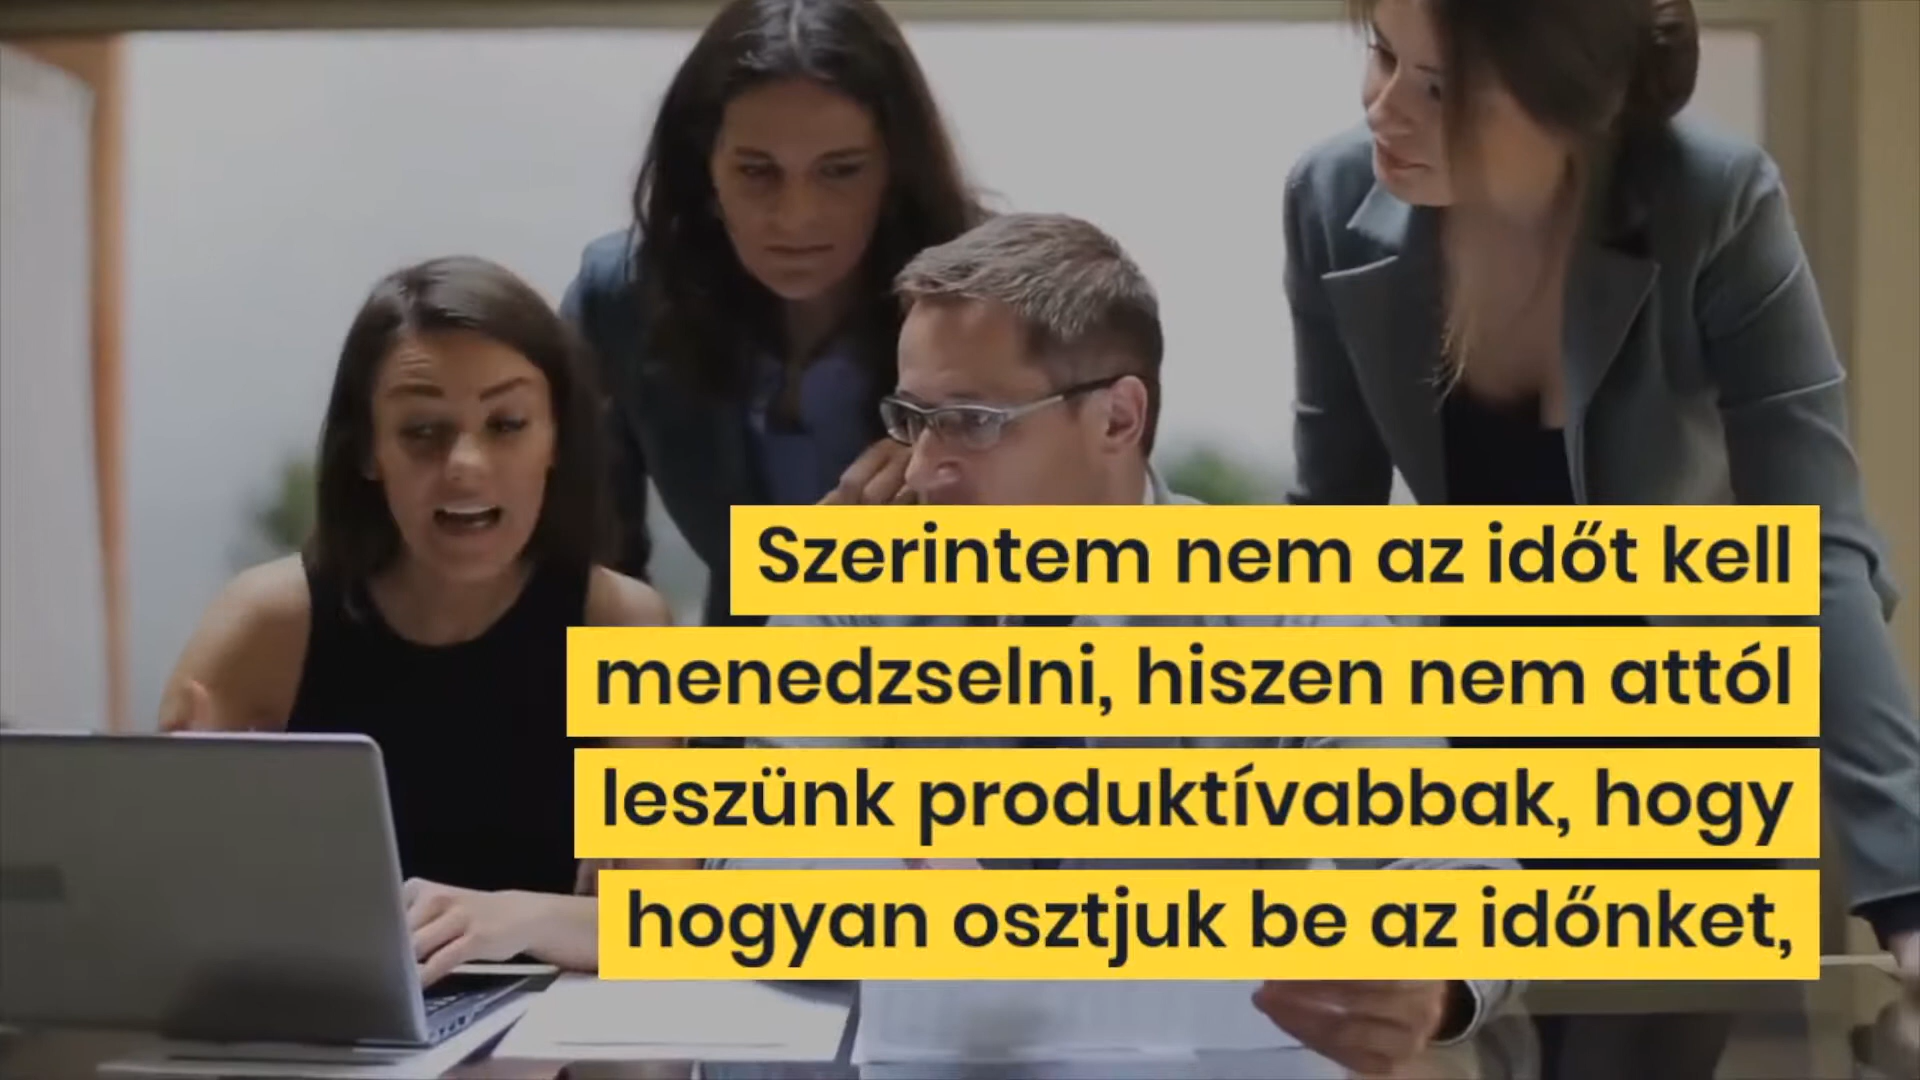 Szerintem nem az időt kell
menedzselni, hiszen nem attól
leszünk produktívabbak, hogy
hogyan osztjuk be az időnket,